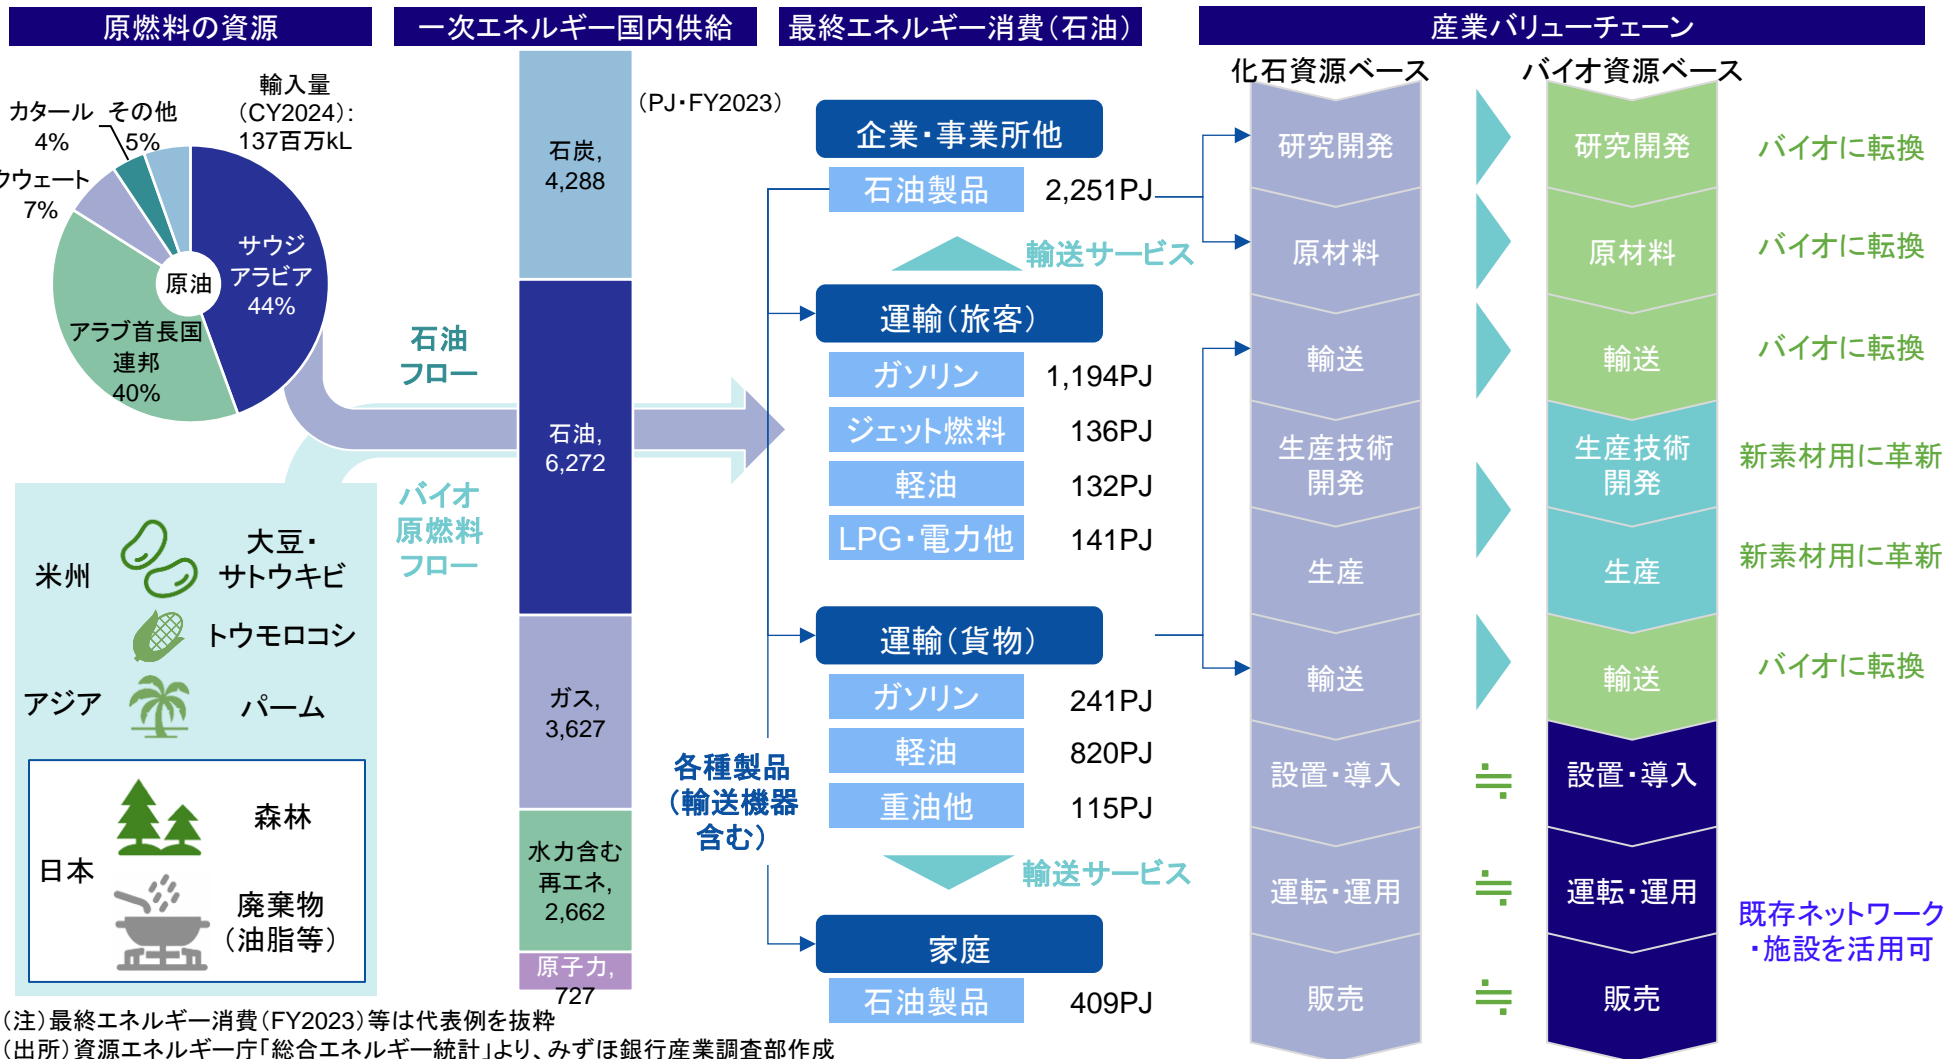 原燃料の資源
一次エネルギー国内供給
最終エネルギー消費(石油)
産業バリューチェーン
輸入量
(CY2024):
137百万kL
カタール
4%
その他
5%
クウェート
7%
サウジ
アラビア
44%
原油
アラブ首長国
連邦
40%
石油
フロー
バイオ
原燃料
フロー
米州
大豆・
サトウキビ
トウモロコシ
アジア
パーム
日本
森林
廃棄物
(油脂等)
(PJ・FY2023)
石炭,
4,288
石油,
6,272
ガス,
3,627
水力含む
再エネ,
2,662
原子力,
727
各種製品
(輸送機器
含む)
企業・事業所他
石油製品 2,251PJ
輸送サービス
運輸(旅客)
ガソリン 1,194PJ
ジェット燃料 136PJ
軽油 132PJ
LPG・電力他 141PJ
運輸(貨物)
ガソリン 241PJ
軽油 820PJ
重油他 115PJ
輸送サービス
家庭
石油製品 409PJ
化石資源ベース
バイオ資源ベース
研究開発
研究開発
バイオに転換
原材料
原材料
バイオに転換
輸送
輸送
バイオに転換
生産技術
開発
生産技術
開発
新素材用に革新
生産
生産
新素材用に革新
輸送
輸送
バイオに転換
設置・導入
≒
設置・導入
運転・運用
≒
運転・運用
既存ネットワーク
・施設を活用可
販売
≒
販売
(注)最終エネルギー消費(FY2023)等は代表例を抜粋
(出所)資源エネルギー庁「総合エネルギー統計」より、みずほ銀行産業調査部作成